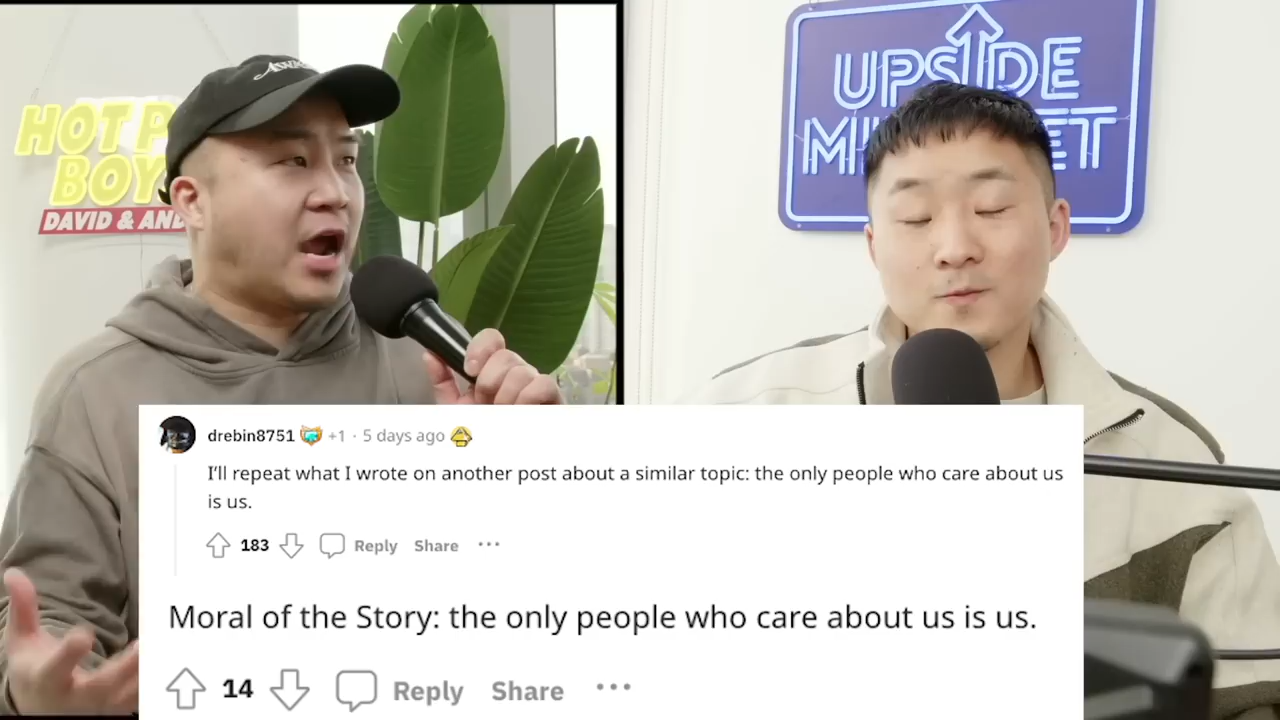 HOT P
BOY
DAVID & AND
UPSIDE
drebin8751 +1 · 5 days ago
I'll repeat what I wrote on another post about a similar topic: the only people who care about us
is us.
183 Reply Share ···
Moral of the Story: the only people who care about us is us.
14 Reply Share ···